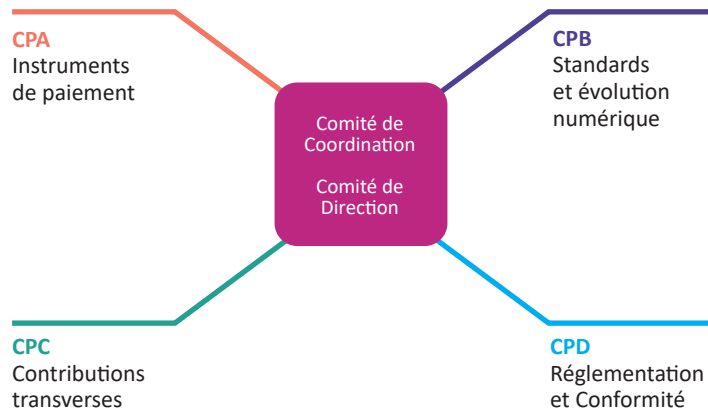 CPA
Instruments
de paiement
CPB
Standards
et évolution
numérique
Comité de
Coordination
Comité de
Direction
CPC
Contributions
transverses
CPD
Réglementation
et Conformité